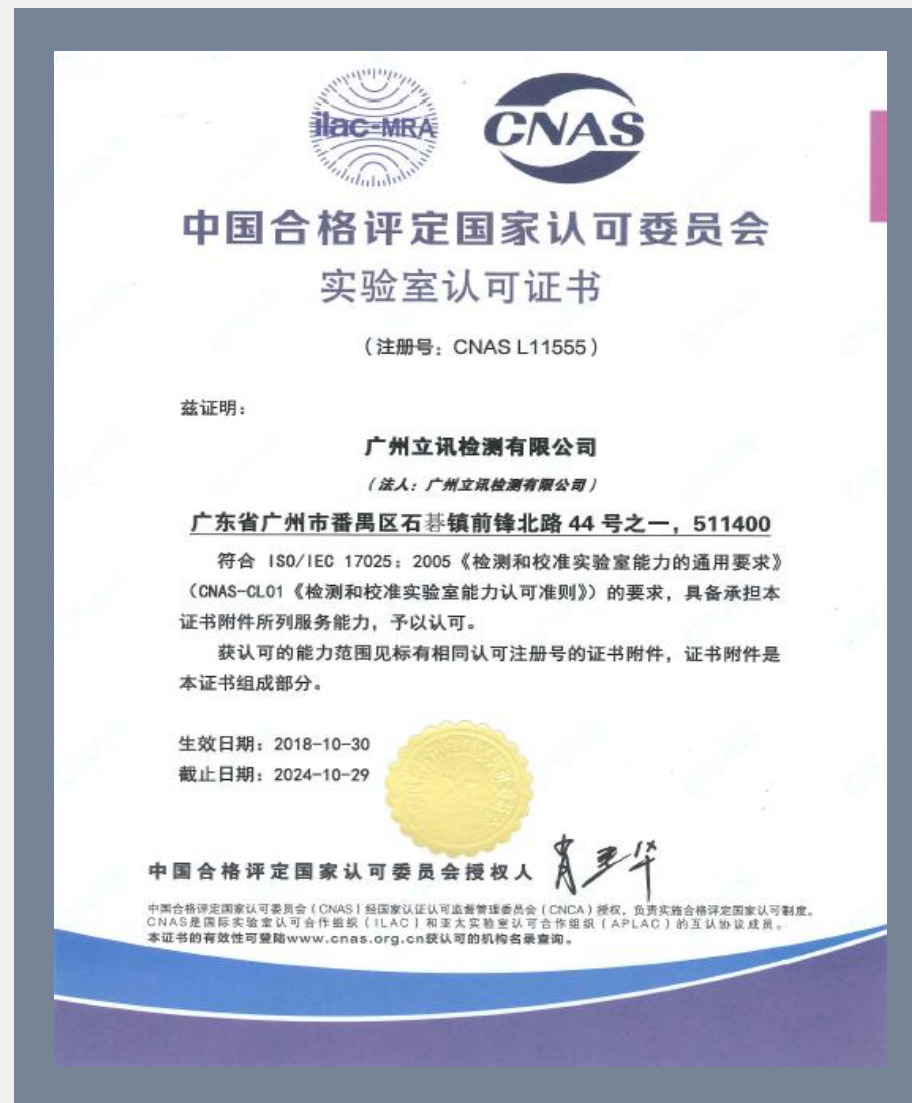 ilac-MRA
CNAS
中国合格评定国家认可委员会
实验室认可证书
（注册号：CNAS L11555）
兹证明：
广州立讯检测有限公司
（法人：广州立讯检测有限公司）
广东省广州市番禺区石碁镇前锋北路 44 号之一，511400
符合 ISO/IEC 17025：2005《检测和校准实验室能力的通用要求》
（CNAS-CL01《检测和校准实验室能力认可准则》）的要求，具备承担本
证书附件所列服务能力，予以认可。
获认可的能力范围见标有相同认可注册号的证书附件，证书附件是
本证书组成部分。
生效日期：2018-10-30
截止日期：2024-10-29
中国合格评定国家认可委员会授权人
中国合格评定国家认可委员会（CNAS）经国家认证认可监督管理委员会（CNCA）授权，负责实施合格评定国家认可制度。
CNAS是国际实验室认可合作组织（ILAC）和亚太实验室认可合作组织（APLAC）的互认协议成员。
本证书的有效性可登陆www.cnas.org.cn获认可的机构名录查询。